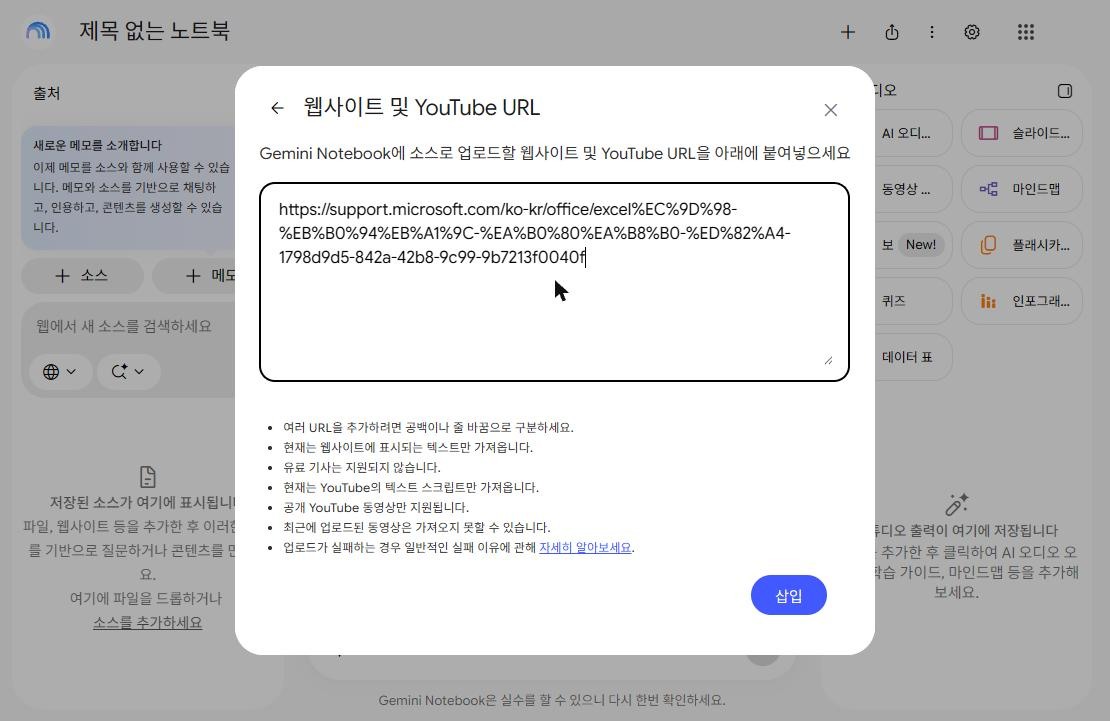 제목 없는 노트북
출처
새로운 메모를 소개합니다
이제 메모를 소스와 함께 사용할 수 있습
니다. 메모와 소스를 기반으로 채팅하
고, 인용하고, 콘텐츠를 생성할 수 있습
니다.
+ 소스
+ 메모
웹에서 새 소스를 검색하세요
저장된 소스가 여기에 표시됩니
파일, 웹사이트 등을 추가한 후 이러한
를 기반으로 질문하거나 콘텐츠를 만
요.
여기에 파일을 드롭하거나
소스를 추가하세요
웹사이트 및 YouTube URL
Gemini Notebook에 소스로 업로드할 웹사이트 및 YouTube URL을 아래에 붙여넣으세요
https://support.microsoft.com/ko-kr/office/excel%EC%9D%98-
%EB%B0%94%EB%A1%9C-%EA%B0%80%EA%B8%B0-%ED%82%A4-
1798d9d5-842a-42b8-9c99-9b7213f0040f
• 여러 URL을 추가하려면 공백이나 줄 바꿈으로 구분하세요.
• 현재는 웹사이트에 표시되는 텍스트만 가져옵니다.
• 유료 기사는 지원되지 않습니다.
• 현재는 YouTube의 텍스트 스크립트만 가져옵니다.
• 공개 YouTube 동영상만 지원됩니다.
• 최근에 업로드된 동영상은 가져오지 못할 수 있습니다.
• 업로드가 실패하는 경우 일반적인 실패 이유에 관해 자세히 알아보세요.
삽입
디오
AI 오디...
슬라이드...
동영상 ...
마인드맵
보 New!
플래시카...
퀴즈
인포그래...
데이터 표
튜디오 출력이 여기에 저장됩니다
추가한 후 클릭하여 AI 오디오 오
학습 가이드, 마인드맵 등을 추가해
보세요.
Gemini Notebook은 실수를 할 수 있으니 다시 한번 확인하세요.